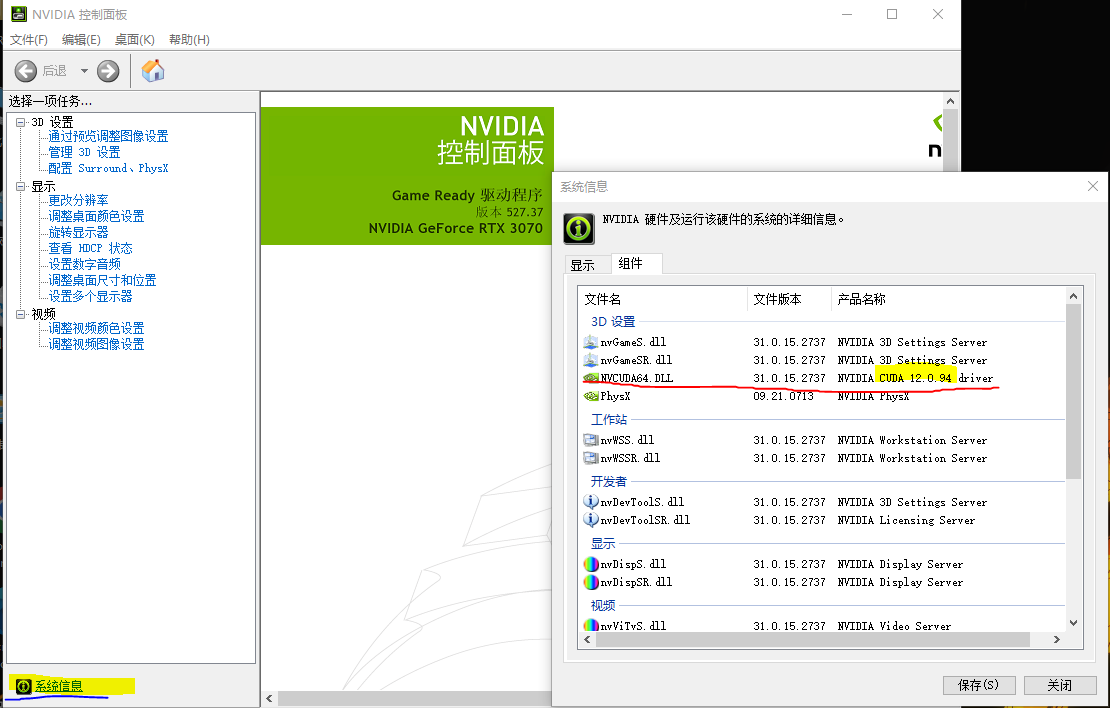 NVIDIA 控制面板
文件(F) 编辑(E) 桌面(K) 帮助(H)
后退
选择一项任务...
3D 设置
通过预览调整图像设置
管理 3D 设置
配置 Surround、PhysX
显示
更改分辨率
调整桌面颜色设置
旋转显示器
查看 HDCP 状态
设置数字音频
调整桌面尺寸和位置
设置多个显示器
视频
调整视频颜色设置
调整视频图像设置
系统信息
NVIDIA
控制面板
Game Ready 驱动程序
版本 527.37
NVIDIA GeForce RTX 3070
n
系统信息
NVIDIA 硬件及运行该硬件的系统的详细信息。
显示 组件
文件名 文件版本 产品名称
3D 设置
nvGameS.dll 31.0.15.2737 NVIDIA 3D Settings Server
nvGameSR.dll 31.0.15.2737 NVIDIA 3D Settings Server
NVCUDA64.DLL 31.0.15.2737 NVIDIA CUDA 12.0.94 driver
PhysX 09.21.0713 NVIDIA PhysX
工作站
nvWSS.dll 31.0.15.2737 NVIDIA Workstation Server
nvWSSR.dll 31.0.15.2737 NVIDIA Workstation Server
开发者
nvDevToolS.dll 31.0.15.2737 NVIDIA 3D Settings Server
nvDevToolSR.dll 31.0.15.2737 NVIDIA Licensing Server
显示
nvDispS.dll 31.0.15.2737 NVIDIA Display Server
nvDispSR.dll 31.0.15.2737 NVIDIA Display Server
视频
nvViTvS.dll 31.0.15.2737 NVIDIA Video Server
保存(S) 关闭